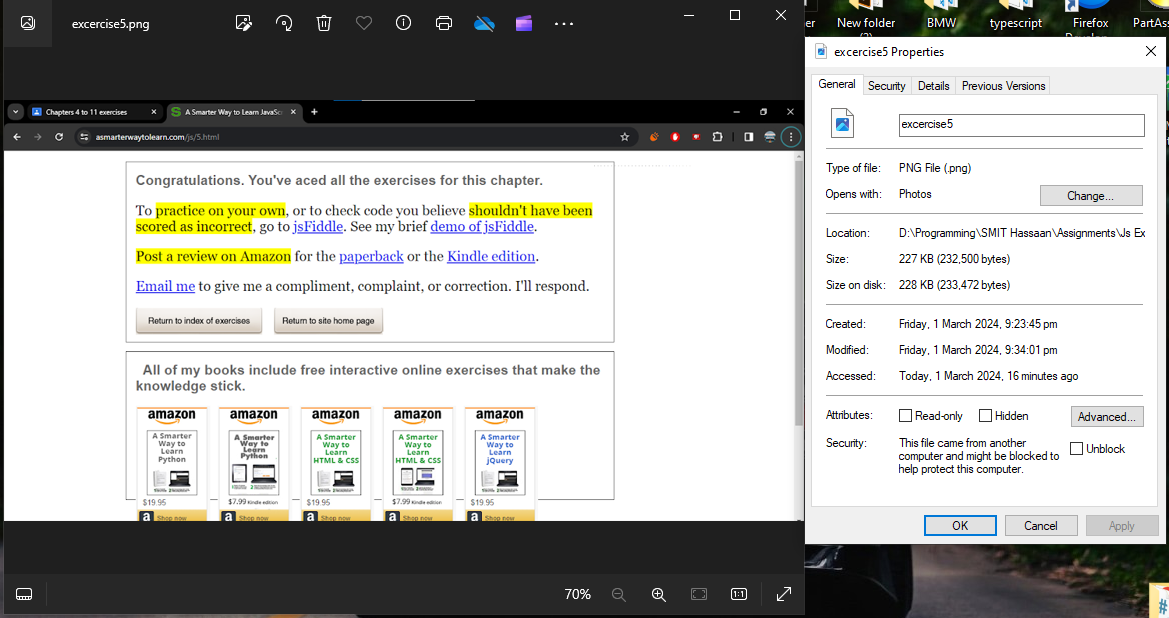 excercise5.png
er
New folder
(2)
BMW
typescript
Firefox
PartAss
Chapters 4 to 11 exercises
A Smarter Way to Learn JavaSc
asmarterwaytolearn.com/js/5.html
Congratulations. You've aced all the exercises for this chapter.
To practice on your own, or to check code you believe shouldn't have been
scored as incorrect, go to jsFiddle. See my brief demo of jsFiddle.
Post a review on Amazon for the paperback or the Kindle edition.
Email me to give me a compliment, complaint, or correction. I'll respond.
Return to index of exercises
Return to site home page
All of my books include free interactive online exercises that make the
knowledge stick.
amazon
A Smarter
Way to
Learn
Python
$19.95
a Shop now
amazon
A Smarter
Way to
Learn
Python
$7.99 Kindle edition
a Shop now
amazon
A Smarter
Way to
Learn
HTML & CSS
$19.95
a Shop now
amazon
A Smarter
Way to
Learn
HTML & CSS
$7.99 Kindle edition
a Shop now
amazon
A Smarter
Way to
Learn
jQuery
$19.95
a Shop now
70%
1:1
excercise5 Properties
General
Security
Details
Previous Versions
excercise5
Type of file: PNG File (.png)
Opens with: Photos
Change...
Location: D:\Programming\SMIT Hassaan\Assignments\Js Ex
Size: 227 KB (232,500 bytes)
Size on disk: 228 KB (233,472 bytes)
Created: Friday, 1 March 2024, 9:23:45 pm
Modified: Friday, 1 March 2024, 9:34:01 pm
Accessed: Today, 1 March 2024, 16 minutes ago
Attributes: Read-only Hidden Advanced...
Security: This file came from another
computer and might be blocked to
help protect this computer.
Unblock
OK
Cancel
Apply
#